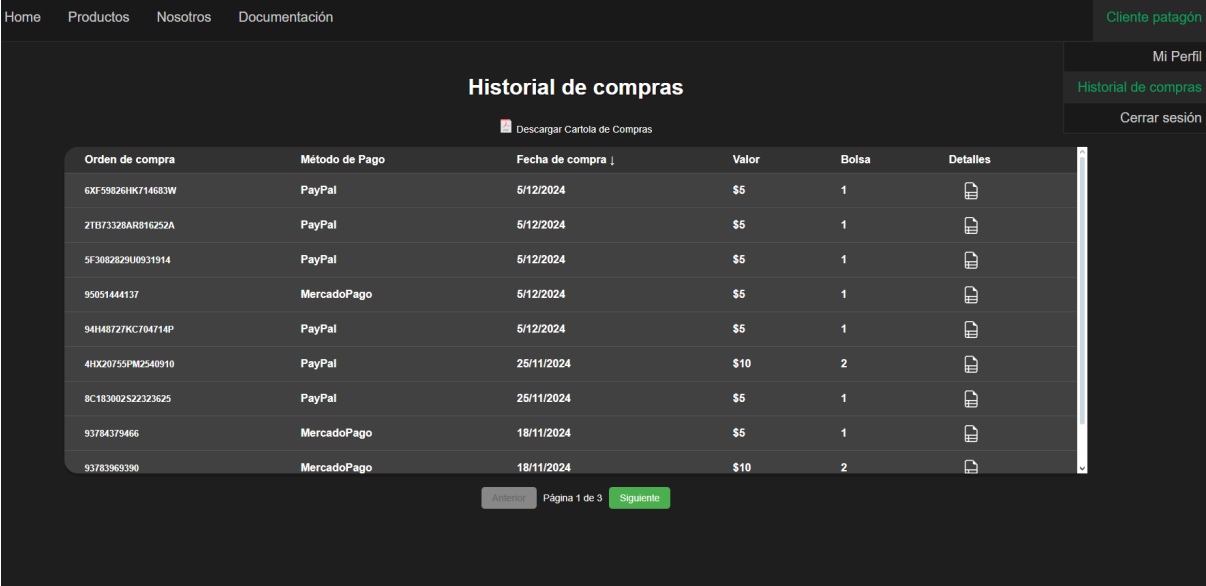 Home Productos Nosotros Documentación Cliente patagón
Mi Perfil
Historial de compras
Cerrar sesión
Historial de compras
Descargar Cartola de Compras
Orden de compra Método de Pago Fecha de compra ↓ Valor Bolsa Detalles
6XF59826HK714683W PayPal 5/12/2024 $5 1
2TB73328AR816252A PayPal 5/12/2024 $5 1
5F3082829U0931914 PayPal 5/12/2024 $5 1
95051444137 MercadoPago 5/12/2024 $5 1
94H48727KC704714P PayPal 5/12/2024 $5 1
4HX20755PM2540910 PayPal 25/11/2024 $10 2
8C183002S22323625 PayPal 25/11/2024 $5 1
93784379466 MercadoPago 18/11/2024 $5 1
93783969390 MercadoPago 18/11/2024 $10 2
Anterior Página 1 de 3 Siguiente